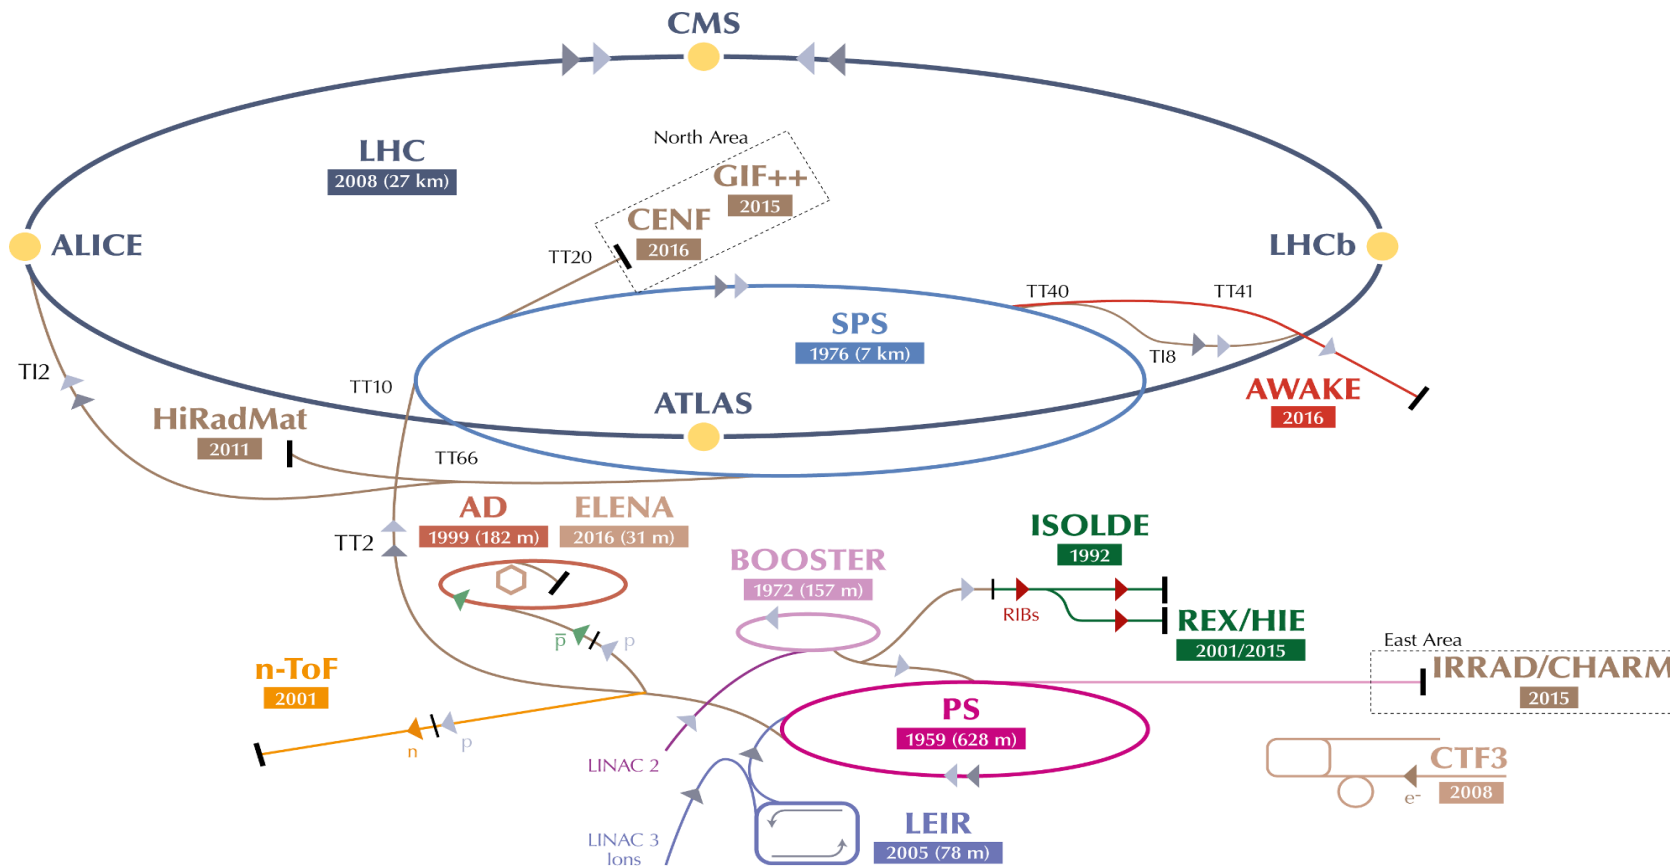 CMS
North Area
LHC
2008 (27 km)
GIF++
2015
CENF
2016
ALICE
LHCb
TT20
TT40
TT41
SPS
1976 (7 km)
TI8
TI2
TT10
AWAKE
2016
ATLAS
HiRadMat
2011
TT66
AD
1999 (182 m)
ELENA
2016 (31 m)
TT2
ISOLDE
1992
BOOSTER
1972 (157 m)
RIBs
REX/HIE
2001/2015
p̅
p
East Area
IRRAD/CHARM
2015
n-ToF
2001
n
p
PS
1959 (628 m)
LINAC 2
CTF3
2008
e-
LINAC 3
Ions
LEIR
2005 (78 m)